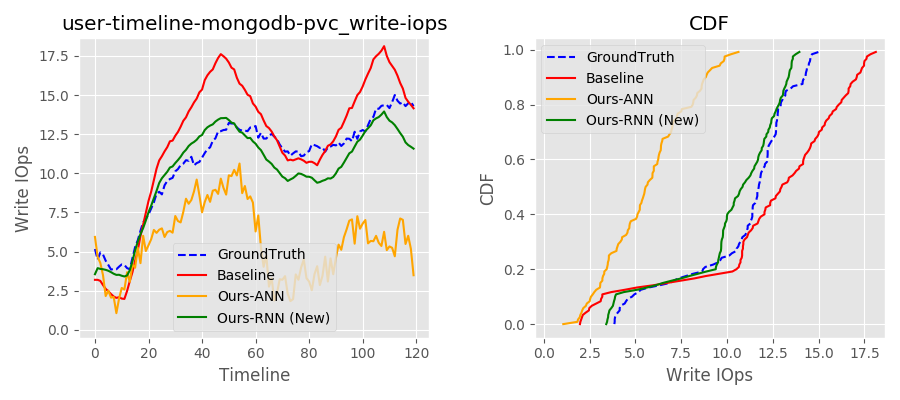 user-timeline-mongodb-pvc_write-iops
Write IOps
17.5
15.0
12.5
10.0
7.5
5.0
2.5
0.0
GroundTruth
Baseline
Ours-ANN
Ours-RNN (New)
0 20 40 60 80 100 120
Timeline
CDF
CDF
1.0
0.8
0.6
0.4
0.2
0.0
GroundTruth
Baseline
Ours-ANN
Ours-RNN (New)
0.0 2.5 5.0 7.5 10.0 12.5 15.0 17.5
Write IOps